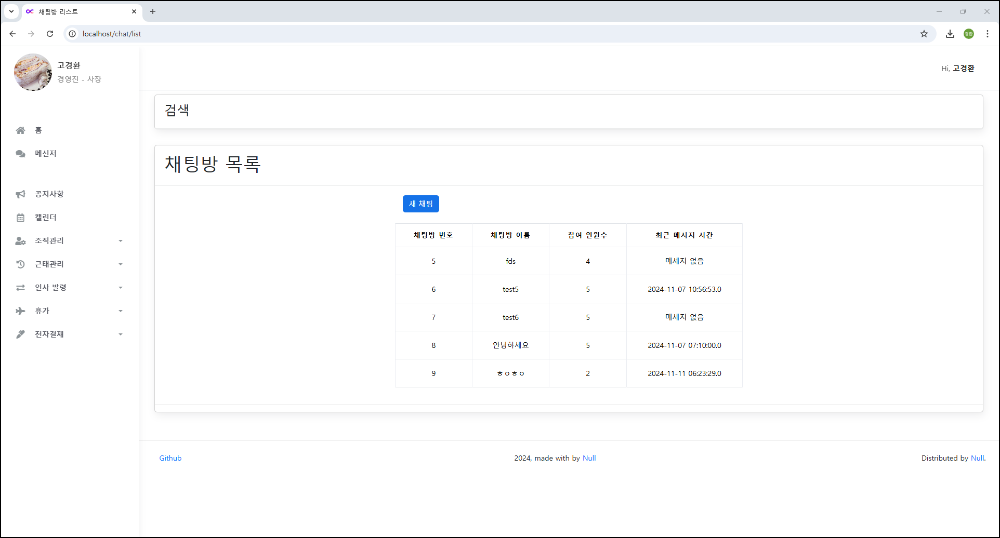 채팅방 리스트
localhost/chat/list
경환
고경환
경영진 - 사장
Hi, 고경환
홈
메신저
공지사항
캘린더
조직관리
근태관리
인사 발령
휴가
전자결재
검색
채팅방 목록
새 채팅
채팅방 번호 채팅방 이름 참여 인원수 최근 메시지 시간
5 fds 4 메세지 없음
6 test5 5 2024-11-07 10:56:53.0
7 test6 5 메세지 없음
8 안녕하세요 5 2024-11-07 07:10:00.0
9 ㅎㅇㅎㅇ 2 2024-11-11 06:23:29.0
Github 2024, made with by Null Distributed by Null.